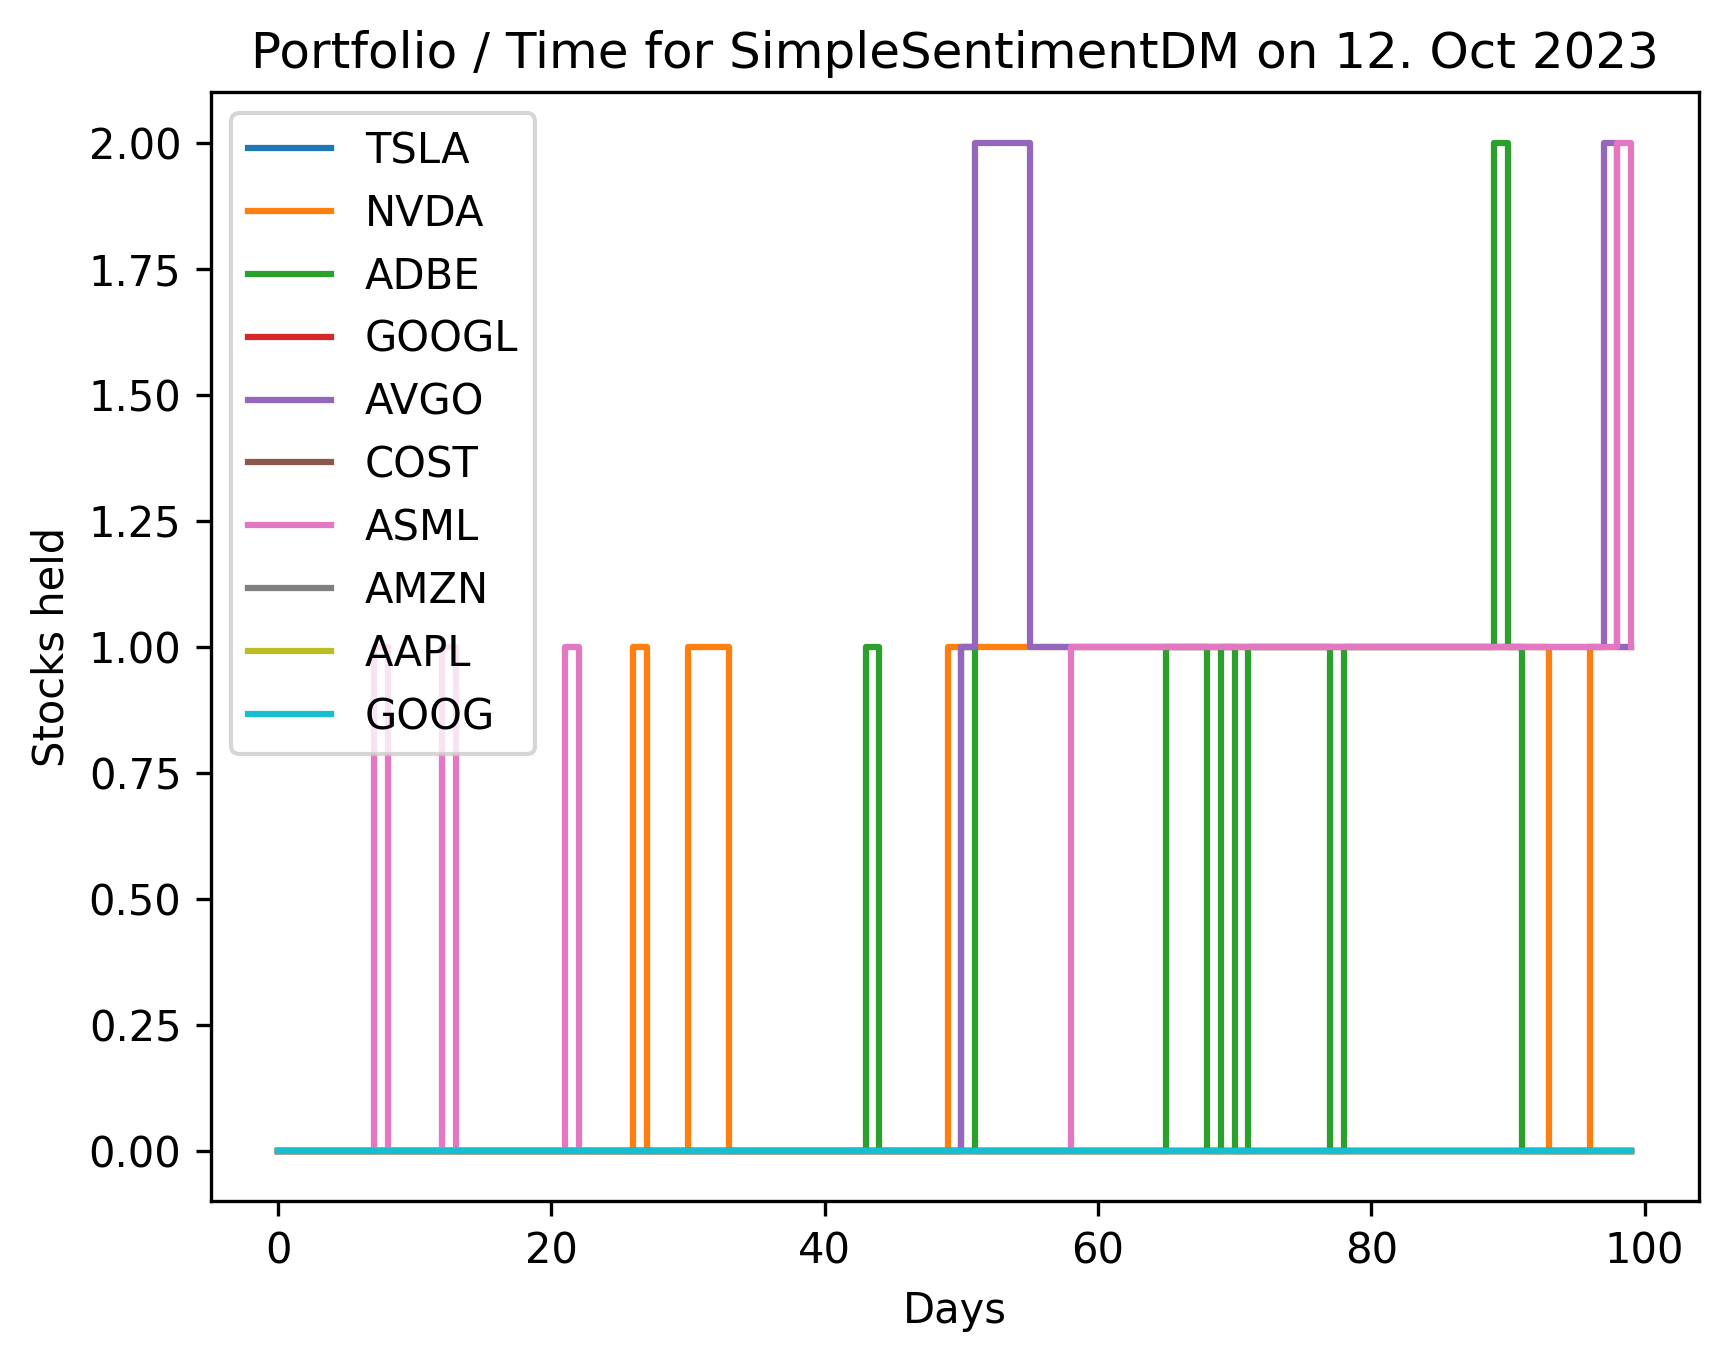 Portfolio / Time for SimpleSentimentDM on 12. Oct 2023
TSLA
NVDA
ADBE
GOOGL
AVGO
COST
ASML
AMZN
AAPL
GOOG
2.00
1.75
1.50
1.25
1.00
0.75
0.50
0.25
0.00
Stocks held
0 20 40 60 80 100
Days